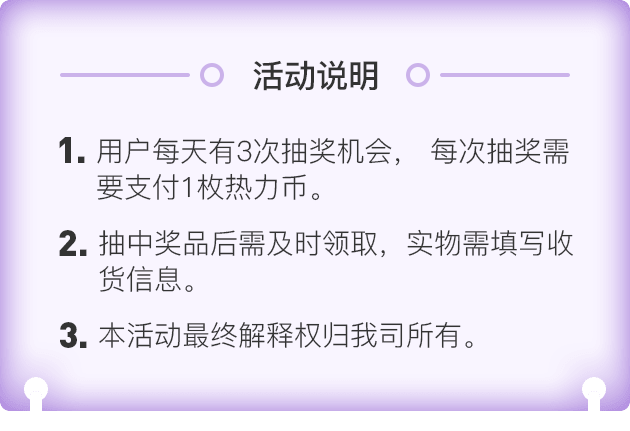 活动说明
1. 用户每天有3次抽奖机会， 每次抽奖需
要支付1枚热力币。
2. 抽中奖品后需及时领取，实物需填写收
货信息。
3. 本活动最终解释权归我司所有。